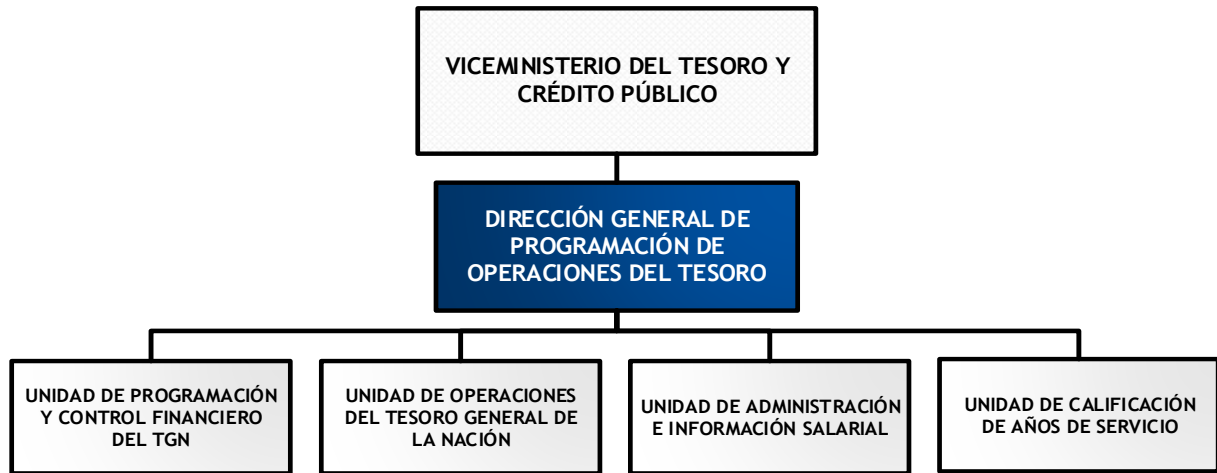 VICEMINISTERIO DEL TESORO Y
CRÉDITO PÚBLICO
DIRECCIÓN GENERAL DE
PROGRAMACIÓN DE
OPERACIONES DEL TESORO
UNIDAD DE PROGRAMACIÓN
Y CONTROL FINANCIERO
DEL TGN
UNIDAD DE OPERACIONES
DEL TESORO GENERAL DE
LA NACIÓN
UNIDAD DE ADMINISTRACIÓN
E INFORMACIÓN SALARIAL
UNIDAD DE CALIFICACIÓN
DE AÑOS DE SERVICIO